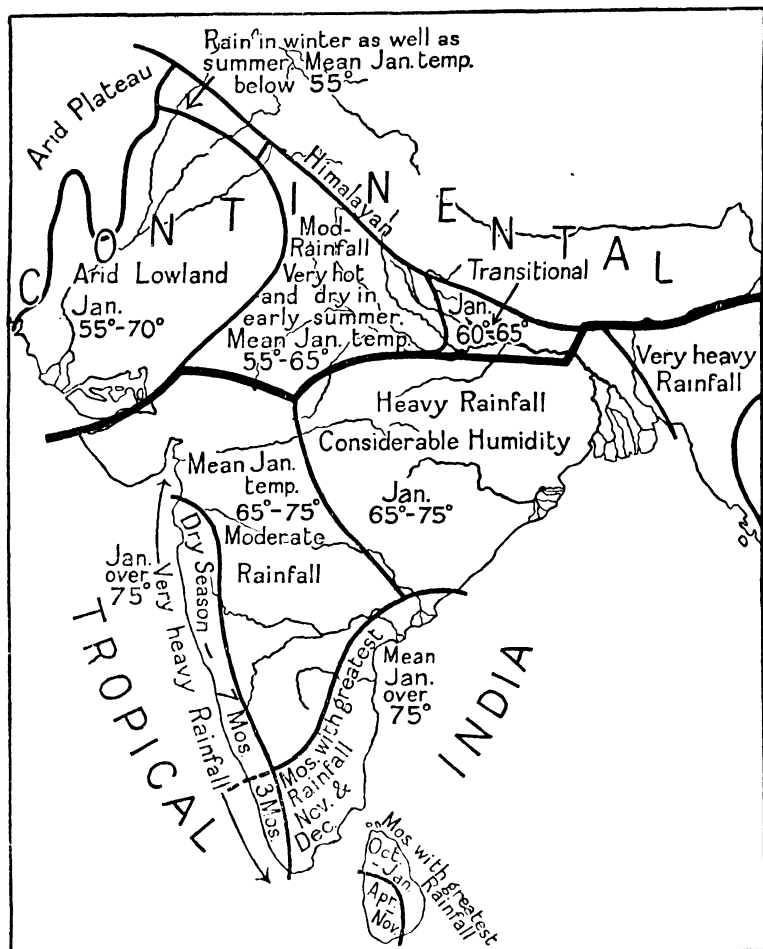 Rain in winter as well as
summer. Mean Jan. temp.
below 55°
Arid Plateau
Himalayan
CONTINENTAL
Mod-
Rainfall
Very hot
and dry in
early summer.
Mean Jan. temp.
55°-65°
Arid Lowland
Jan.
55°-70°
Transitional
Jan.
60°-65°
Very heavy
Rainfall
Heavy Rainfall
Considerable Humidity
Jan.
65°-75°
Mean Jan.
temp.
65°-75°
Moderate
Rainfall
Jan.
over
75°
Very heavy Rainfall
Dry Season - 7 Mos.
3 Mos.
Mean
Jan.
over
75°
Mos. with greatest
Rainfall
Nov. &
Dec.
TROPICAL
INDIA
Mos. with greatest
Rainfall
Oct.
- Jan.
Apr.
-
Nov.